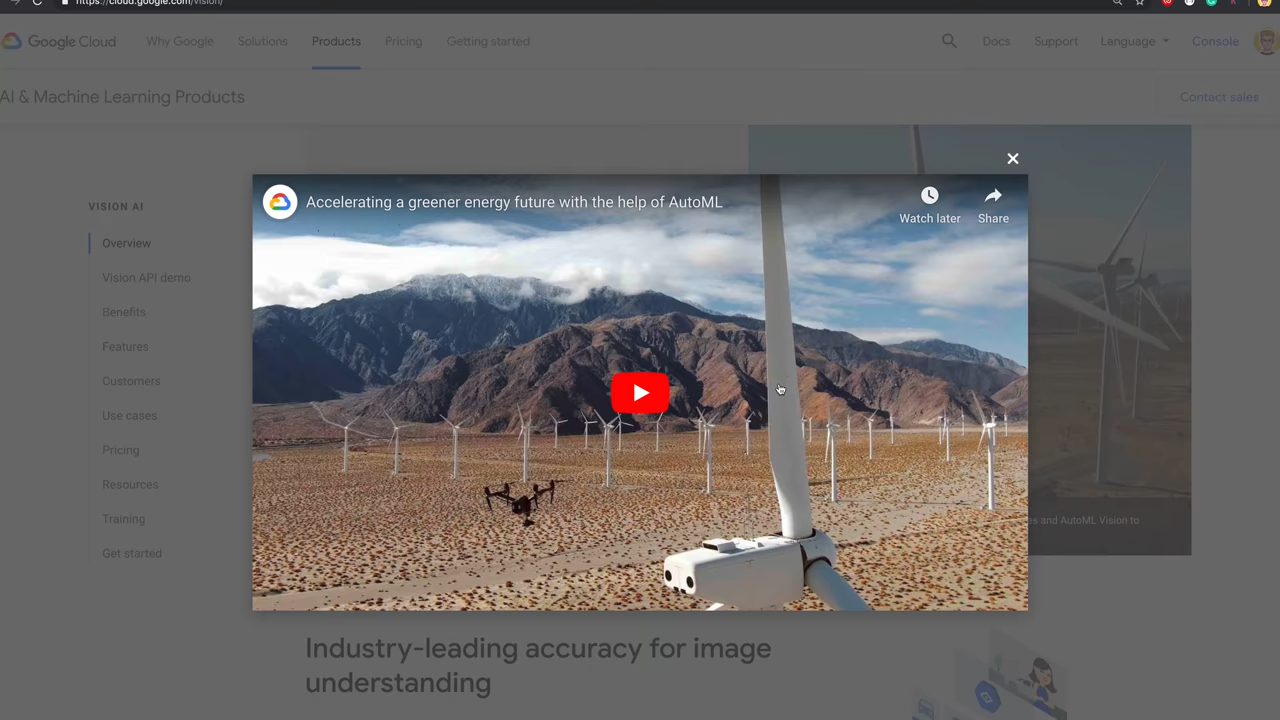 https://cloud.google.com/vision/
Google Cloud
Why Google
Solutions
Products
Pricing
Getting started
Docs
Support
Language
Console
AI & Machine Learning Products
Contact sales
VISION AI
Overview
Vision API demo
Benefits
Features
Customers
Use cases
Pricing
Resources
Training
Get started
Accelerating a greener energy future with the help of AutoML
Watch later
Share
and AutoML Vision to
Industry-leading accuracy for image
understanding